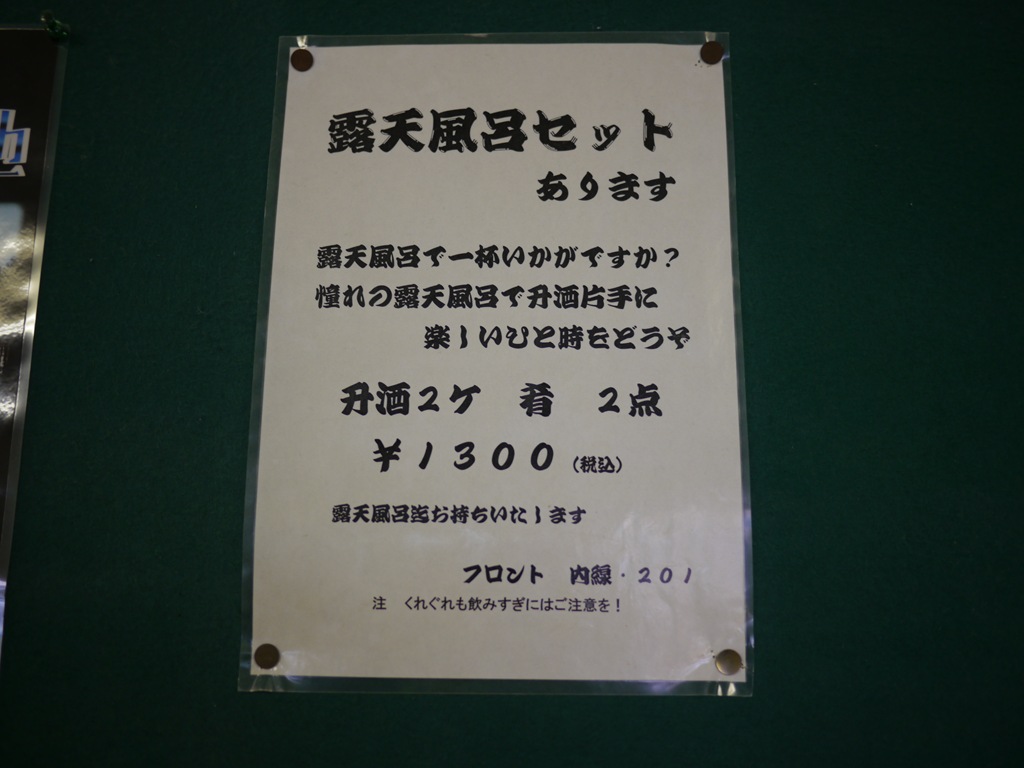 露天風呂セット
あります
露天風呂で一杯いかがですか？
憧れの露天風呂で升酒片手に
楽しいひと時をどうぞ
升酒2ケ　肴　2点
¥1300（税込）
露天風呂迄お持ちいたします
フロント　内線・201
注　くれぐれも飲みすぎにはご注意を！